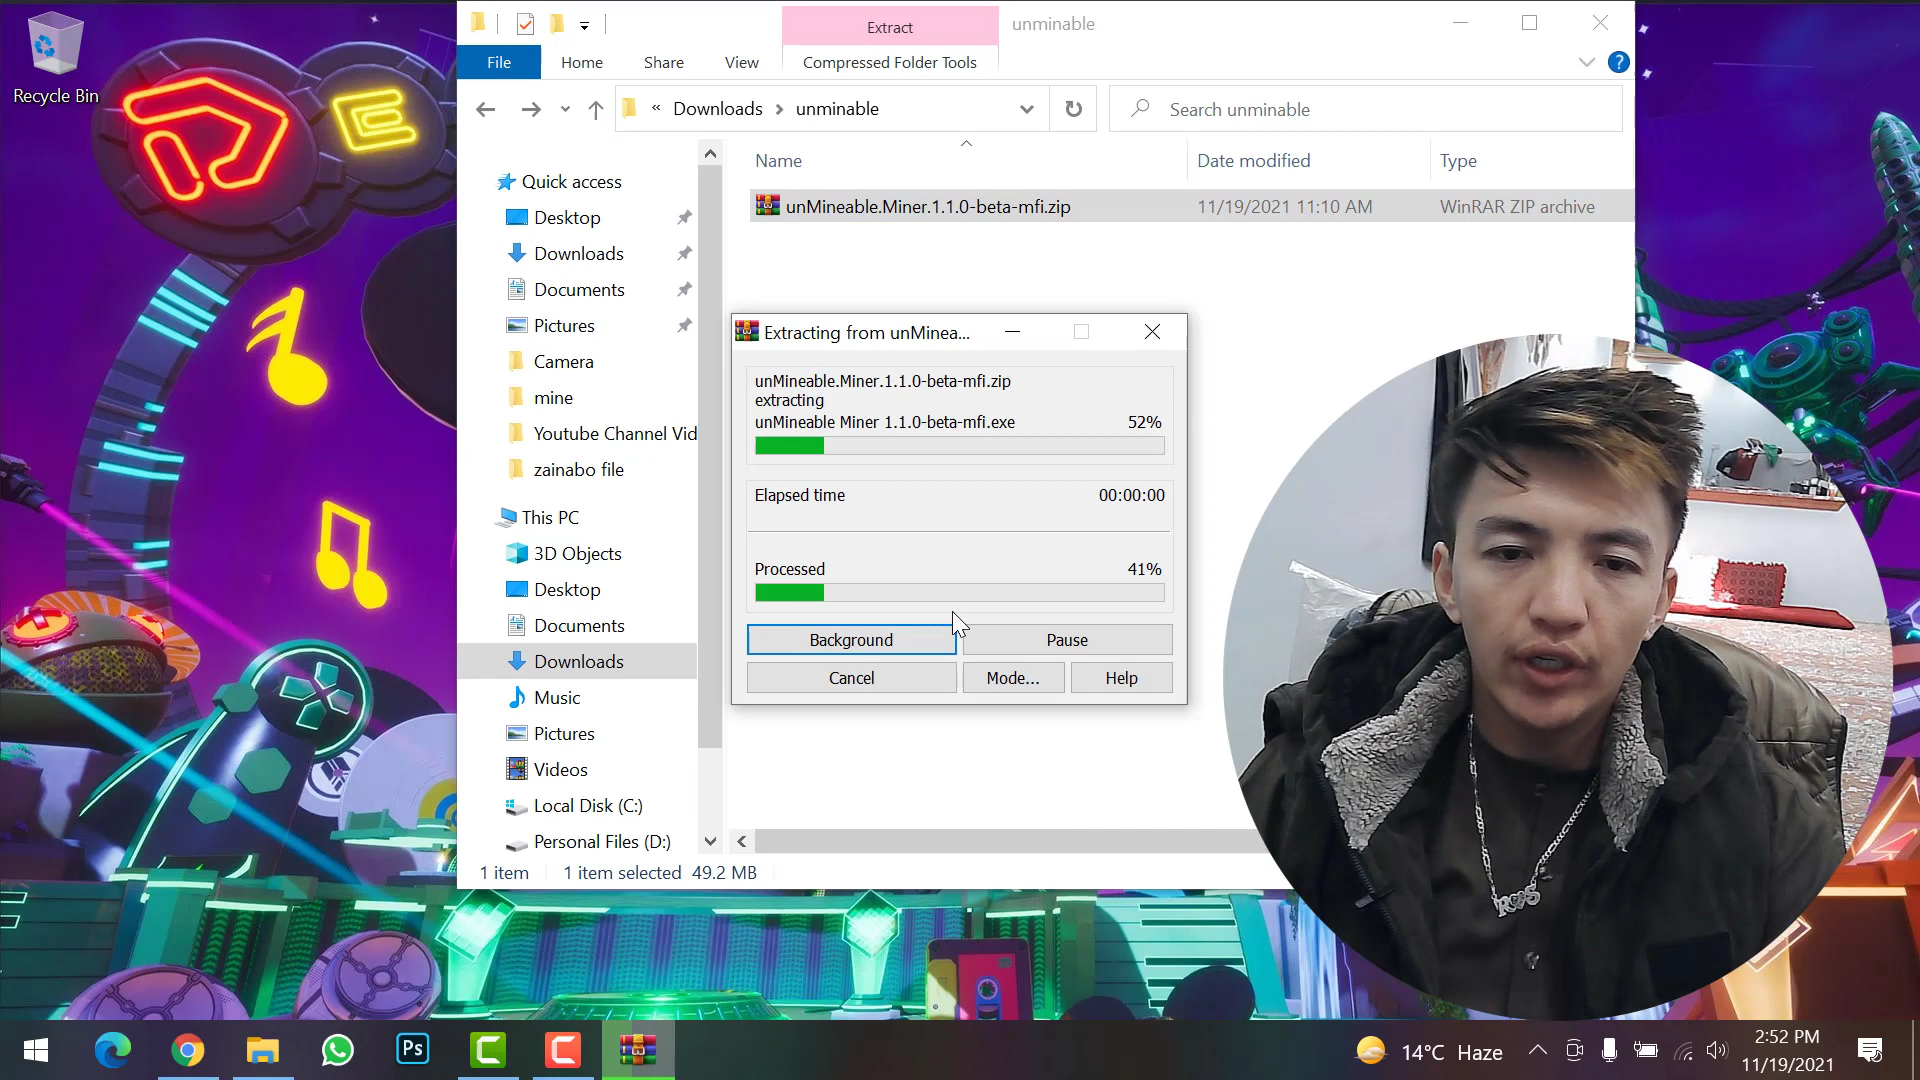 Recycle Bin
Extract
unminable
File
Home
Share
View
Compressed Folder Tools
?
« Downloads > unminable
Search unminable
Name
Date modified
Type
unMineable.Miner.1.1.0-beta-mfi.zip
11/19/2021 11:10 AM
WinRAR ZIP archive
Quick access
Desktop
Downloads
Documents
Pictures
Camera
mine
Youtube Channel Vid
zainabo file
This PC
3D Objects
Desktop
Documents
Downloads
Music
Pictures
Videos
Local Disk (C:)
Personal Files (D:)
Extracting from unMinea...
unMineable.Miner.1.1.0-beta-mfi.zip
extracting
unMineable Miner 1.1.0-beta-mfi.exe
52%
Elapsed time
00:00:00
Processed
41%
Background
Pause
Cancel
Mode...
Help
1 item
1 item selected 49.2 MB
Ps
14°C Haze
2:52 PM
11/19/2021